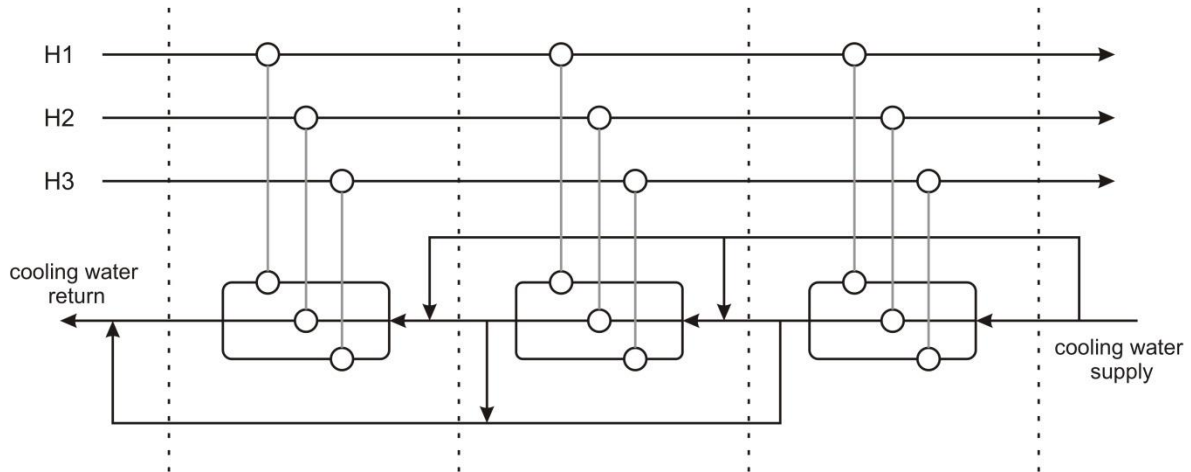 H1
H2
H3
cooling water
return
cooling water
supply